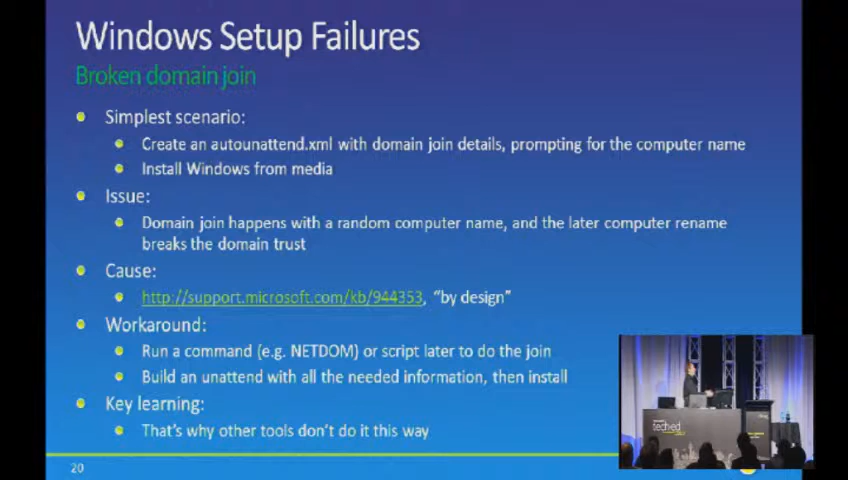 Windows Setup Failures
Broken domain join
Simplest scenario:
Create an autounattend.xml with domain join details, prompting for the computer name
Install Windows from media
Issue:
Domain join happens with a random computer name, and the later computer rename
breaks the domain trust
Cause:
http://support.microsoft.com/kb/944353, “by design”
Workaround:
Run a command (e.g. NETDOM) or script later to do the join
Build an unattend with all the needed information, then install
Key learning:
That's why other tools don't do it this way
tech·ed
20